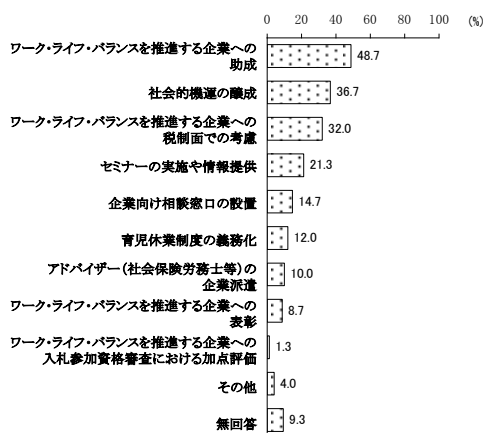 0 20 40 60 80 100 (%)
ワーク・ライフ・バランスを推進する企業への
助成
48.7
社会的機運の醸成
36.7
ワーク・ライフ・バランスを推進する企業への
税制面での考慮
32.0
セミナーの実施や情報提供
21.3
企業向け相談窓口の設置
14.7
育児休業制度の義務化
12.0
アドバイザー（社会保険労務士等）の
企業派遣
10.0
ワーク・ライフ・バランスを推進する企業への
表彰
8.7
ワーク・ライフ・バランスを推進する企業への
入札参加資格審査における加点評価
1.3
その他
4.0
無回答
9.3